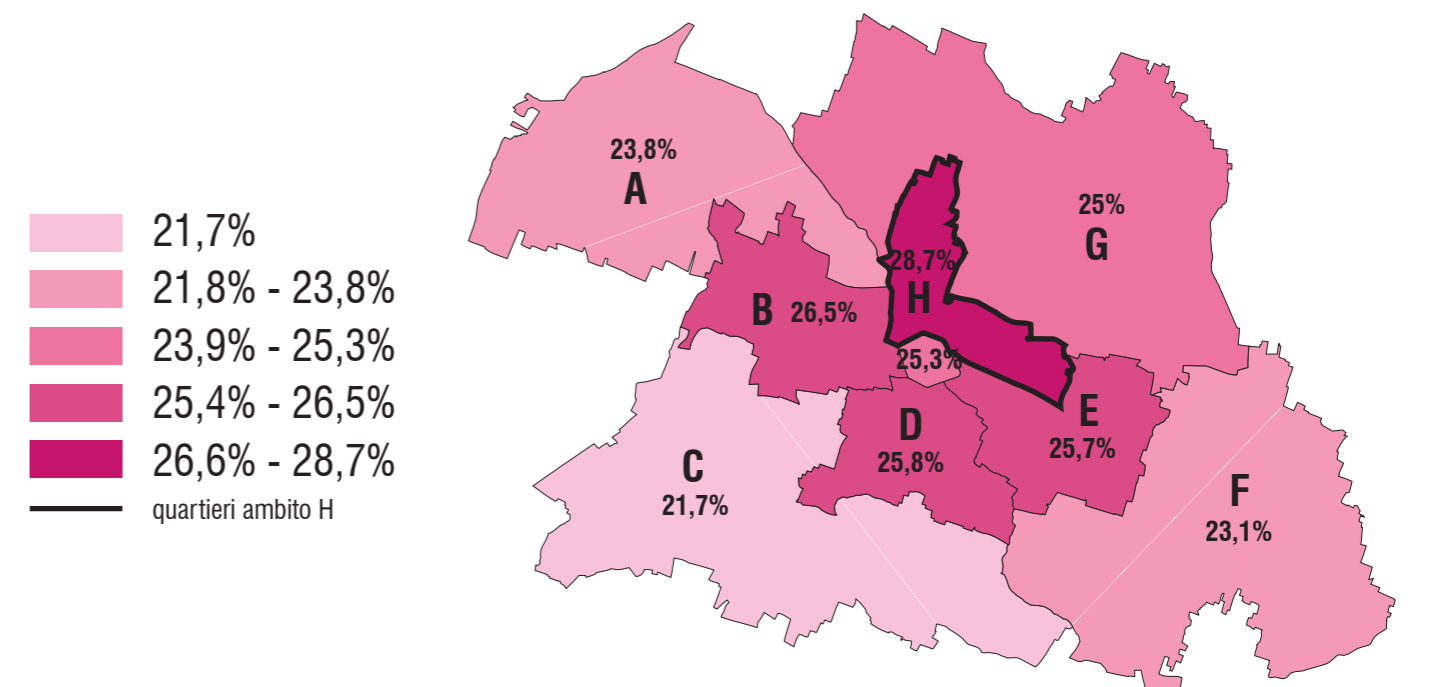 21,7%
21,8% - 23,8%
23,9% - 25,3%
25,4% - 26,5%
26,6% - 28,7%
quartieri ambito H
23,8%
A
25%
G
28,7%
H
B 26,5%
25,3%
E
25,7%
D
25,8%
C
21,7%
F
23,1%